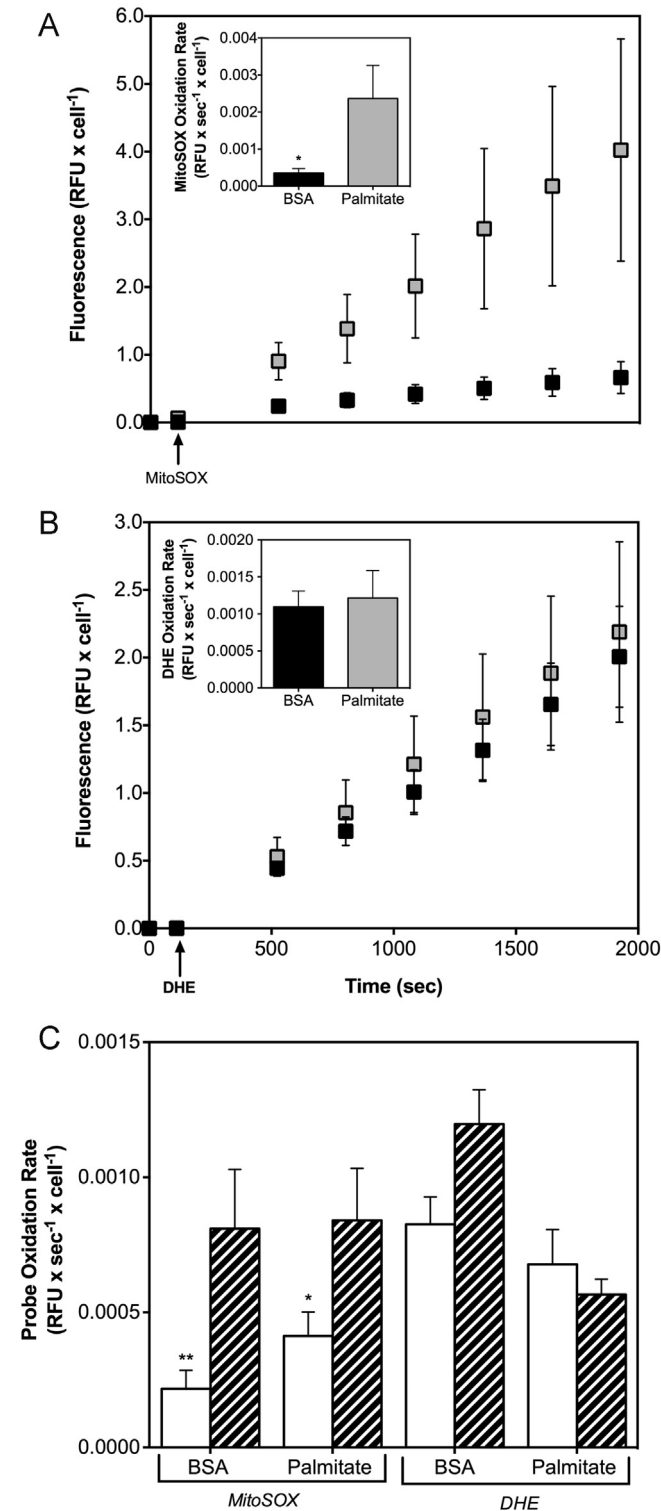 A
6.0
5.0
4.0
3.0
2.0
1.0
0.0
Fluorescence (RFU x cell-1)
MitoSOX Oxidation Rate
(RFU x sec-1 x cell-1)
0.004
0.003
0.002
0.001
0.000
*
BSA Palmitate
MitoSOX
B
3.0
2.5
2.0
1.5
1.0
0.5
0.0
Fluorescence (RFU x cell-1)
DHE Oxidation Rate
(RFU x sec-1 x cell-1)
0.0020
0.0015
0.0010
0.0005
0.0000
BSA Palmitate
0 500 1000 1500 2000
DHE
Time (sec)
C
0.0015
0.0010
0.0005
0.0000
Probe Oxidation Rate
(RFU x sec-1 x cell-1)
**
*
BSA Palmitate BSA Palmitate
MitoSOX DHE